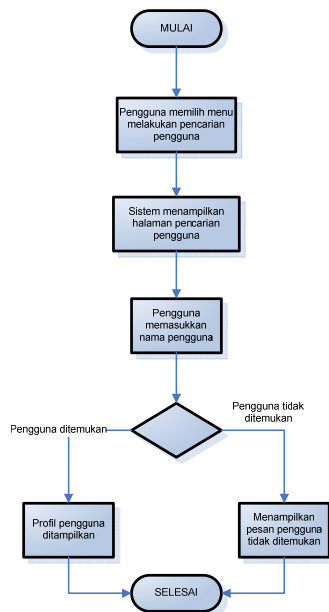 MULAI
Pengguna memilih menu
melakukan pencarian
pengguna
Sistem menampilkan
halaman pencarian
pengguna
Pengguna
memasukkan
nama pengguna
Pengguna ditemukan
Pengguna tidak
ditemukan
Profil pengguna
ditampilkan
Menampilkan
pesan pengguna
tidak ditemukan
SELESAI